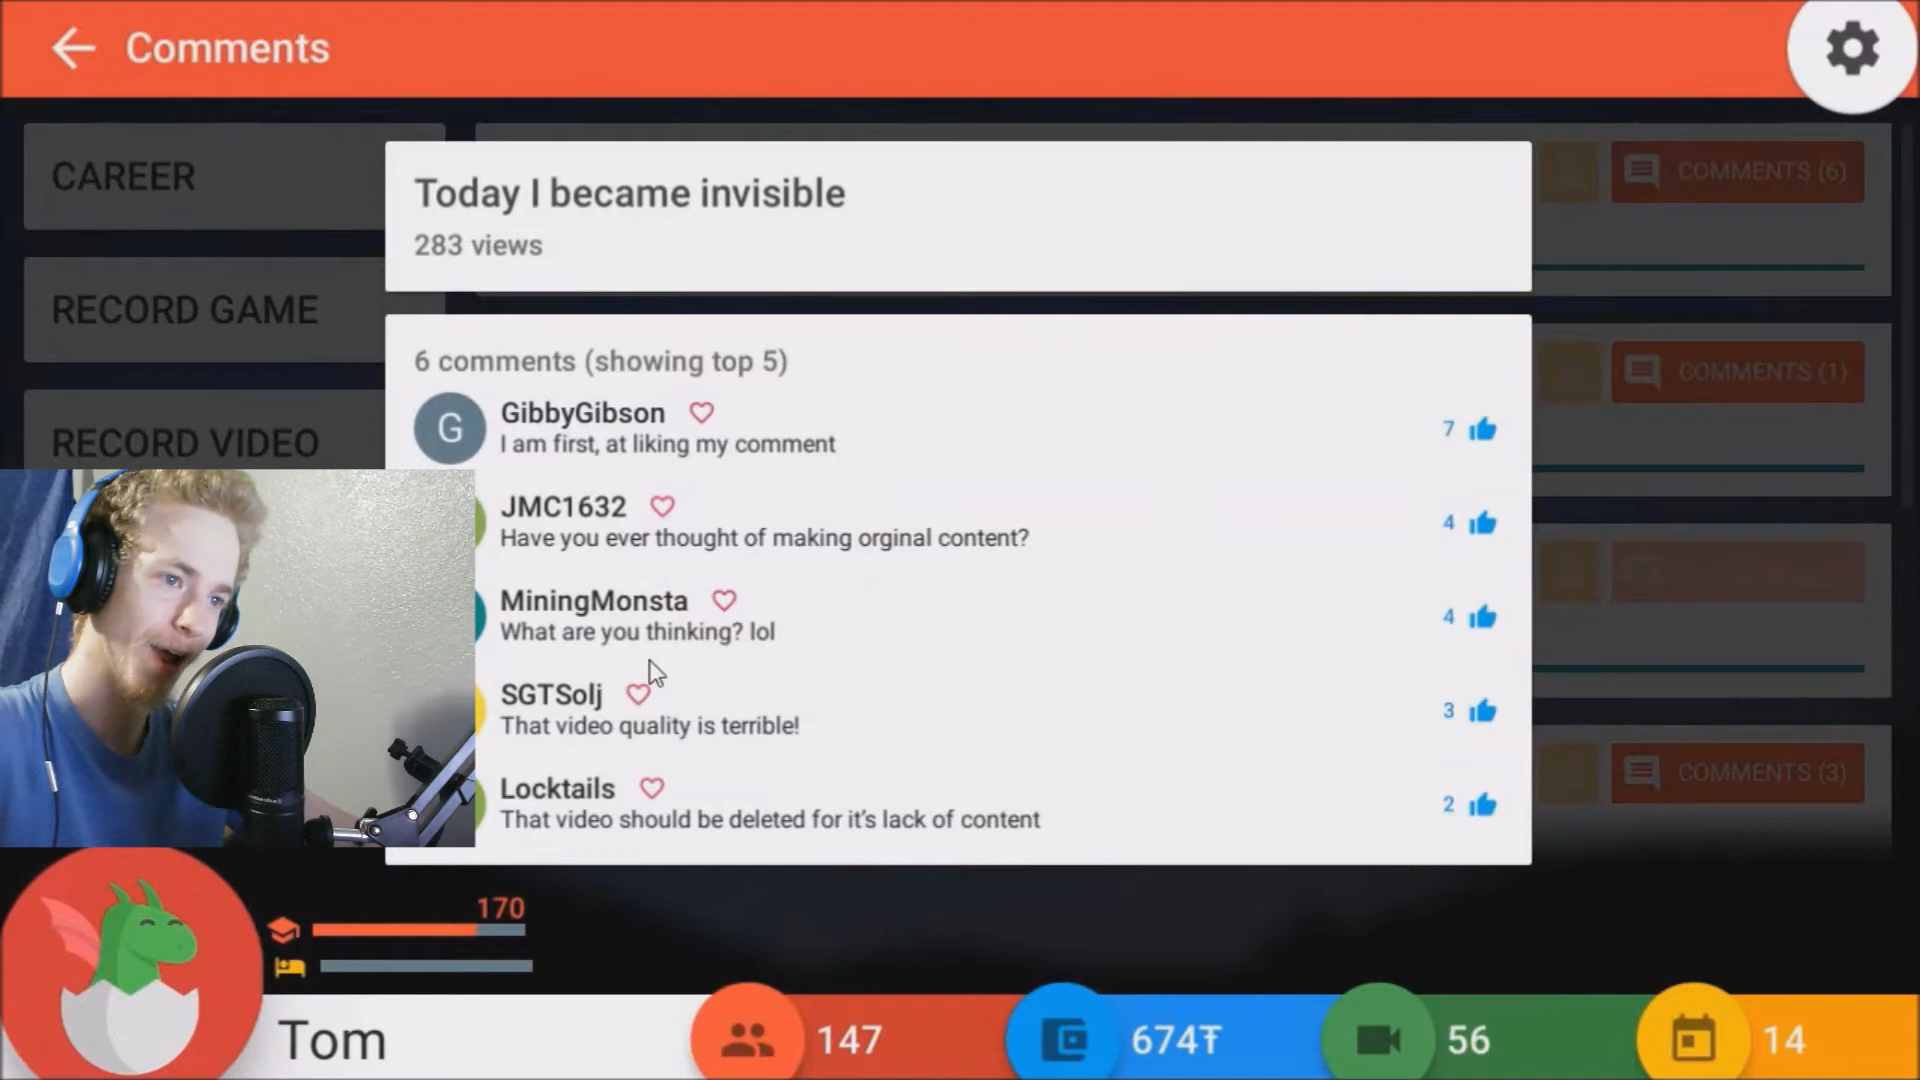 Comments
CAREER
COMMENTS (6)
Today I became invisible
283 views
RECORD GAME
6 comments (showing top 5)
COMMENTS (1)
G
GibbyGibson
I am first, at liking my comment
7
RECORD VIDEO
JMC1632
Have you ever thought of making orginal content?
4
MiningMonsta
What are you thinking? lol
4
SGTSolj
That video quality is terrible!
3
COMMENTS (3)
Locktails
That video should be deleted for it's lack of content
2
170
Tom
147
674₮
56
14